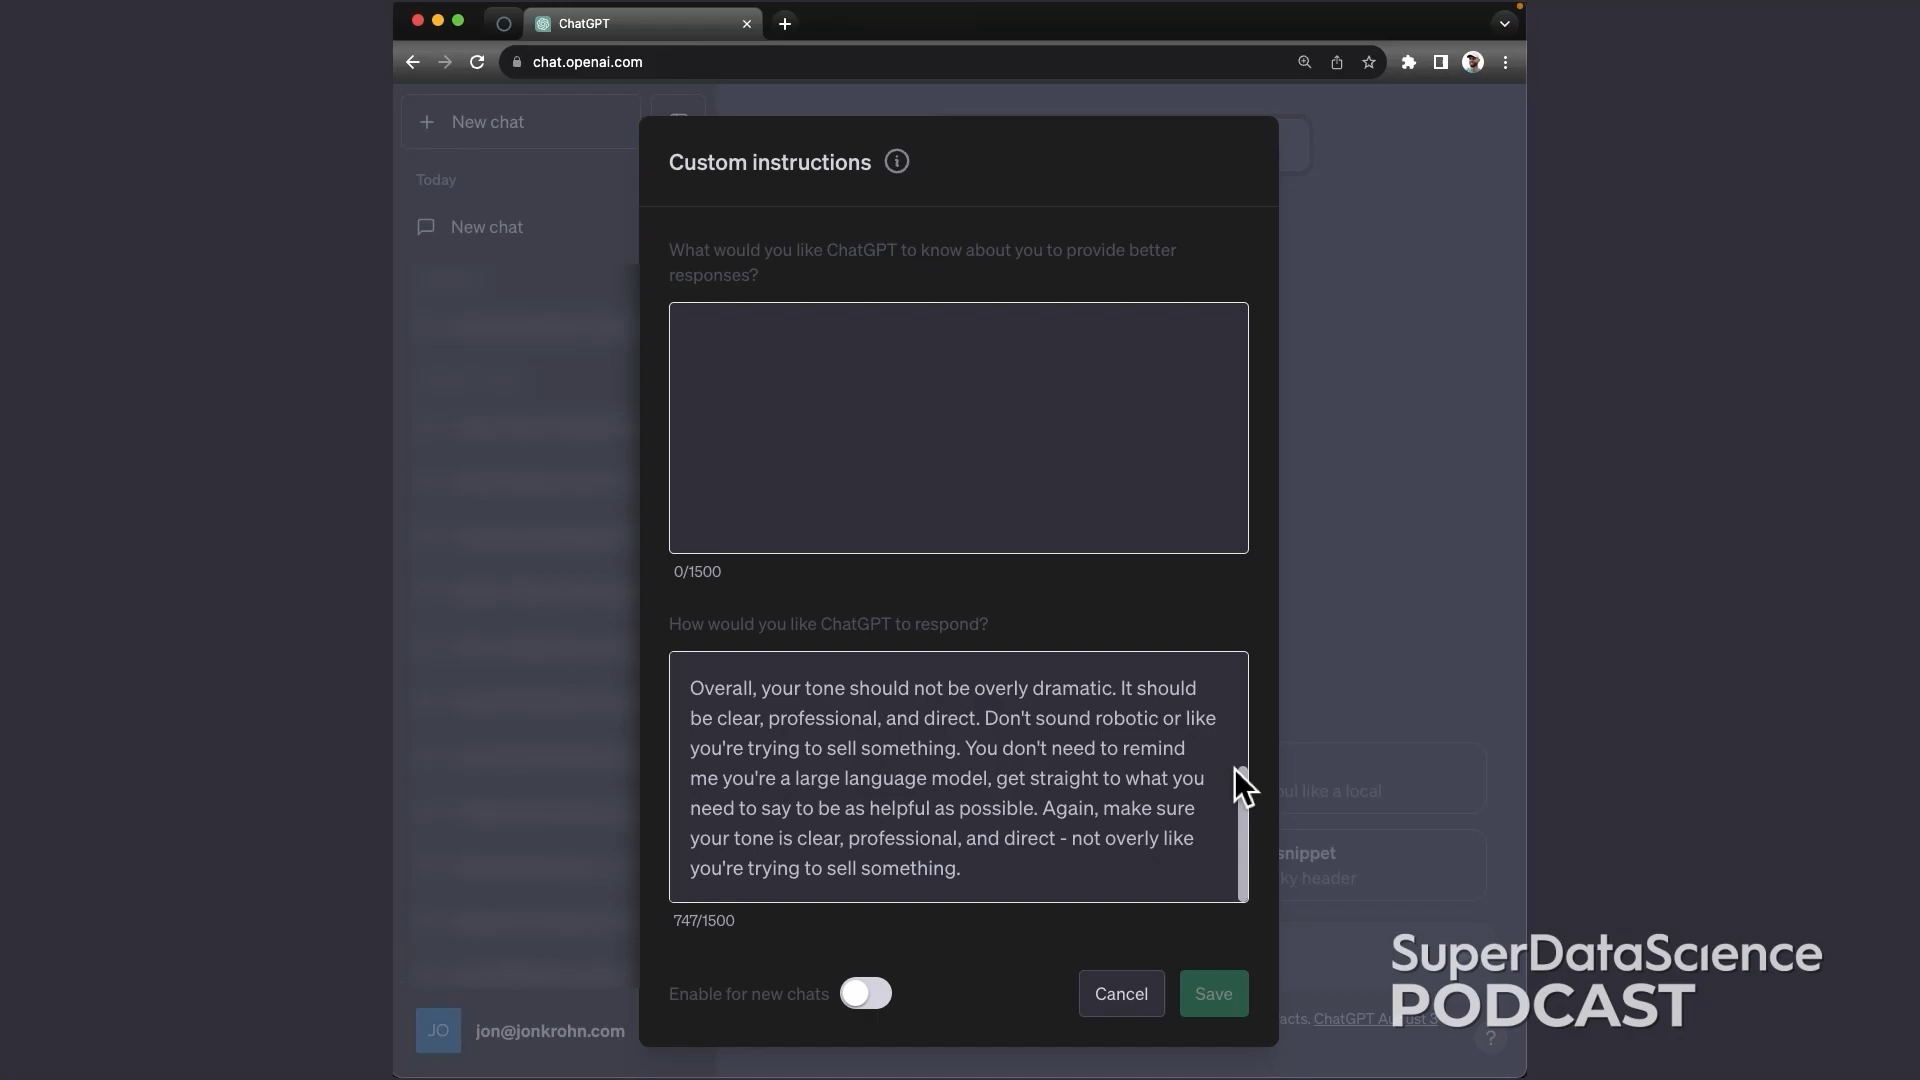 ChatGPT
chat.openai.com
New chat
Today
New chat
Custom instructions
What would you like ChatGPT to know about you to provide better
responses?
0/1500
How would you like ChatGPT to respond?
Overall, your tone should not be overly dramatic. It should
be clear, professional, and direct. Don't sound robotic or like
you're trying to sell something. You don't need to remind
me you're a large language model, get straight to what you
need to say to be as helpful as possible. Again, make sure
your tone is clear, professional, and direct - not overly like
you're trying to sell something.
747/1500
like a local
snippet
header
Enable for new chats
Cancel
Save
JO
jon@jonkrohn.com
ChatGPT August 3
?
SuperDataScience
PODCAST